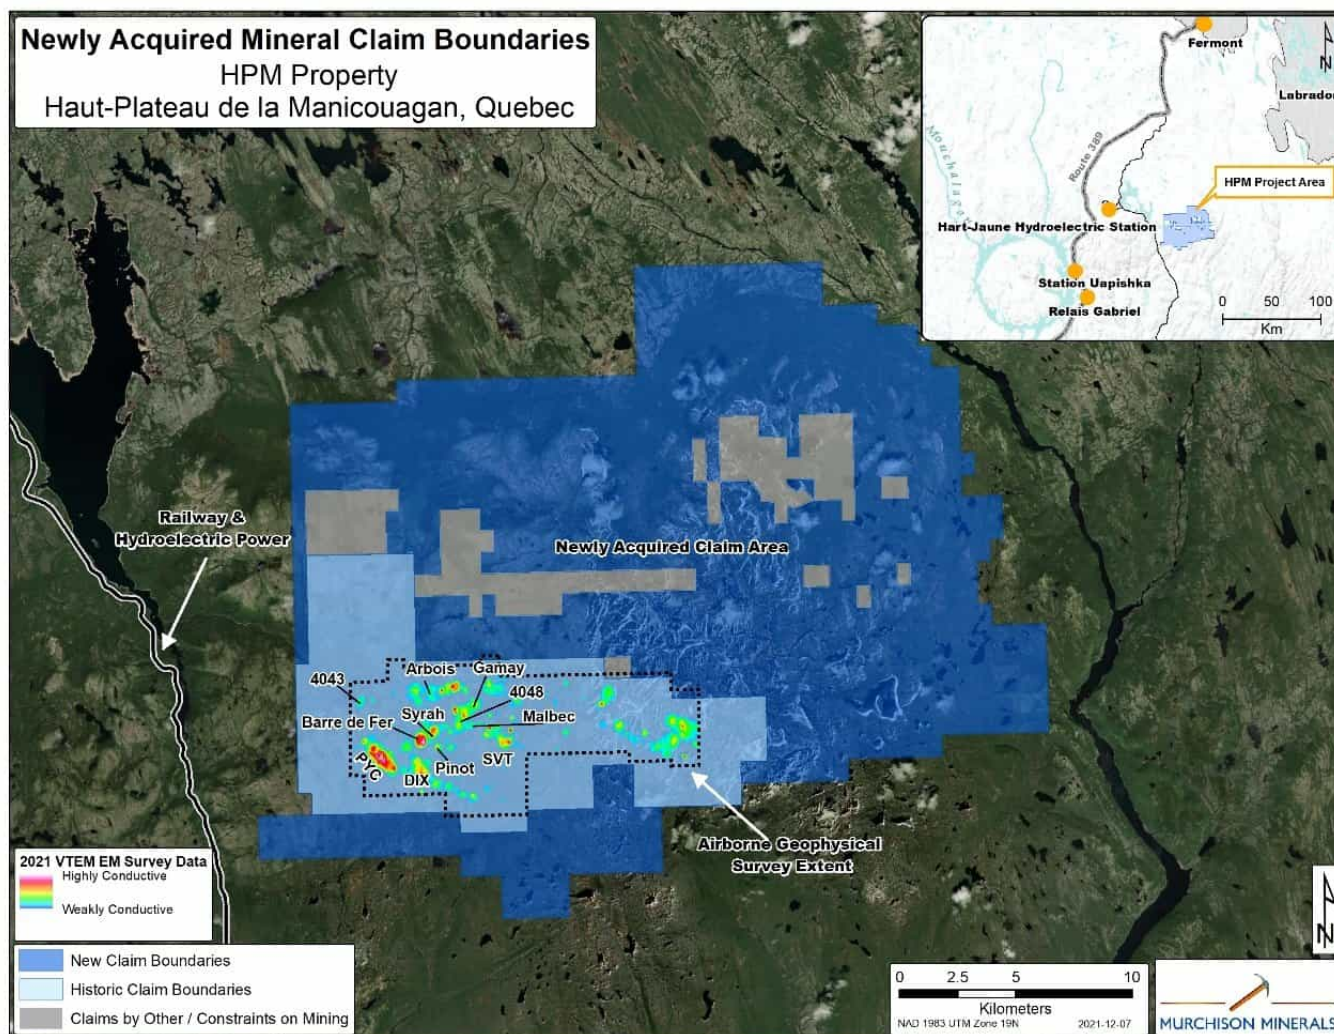 Newly Acquired Mineral Claim Boundaries
HPM Property
Haut-Plateau de la Manicouagan, Quebec
Fermont
N
Labrador
Mouchalagan
Route 389
HPM Project Area
Hart-Jaune Hydroelectric Station
Station Uapishka
Relais Gabriel
0 50 100
Km
Railway &
Hydroelectric Power
Newly Acquired Claim Area
4043
Arbois
Gamay
4048
Barre de Fer
Syrah
Malbec
PYC
DIX
Pinot
SVT
Airborne Geophysical
Survey Extent
2021 VTEM EM Survey Data
Highly Conductive
Weakly Conductive
New Claim Boundaries
Historic Claim Boundaries
Claims by Other / Constraints on Mining
0 2.5 5 10
Kilometers
NAD 1983 UTM Zone 19N
2021-12-07
N
MURCHISON MINERALS